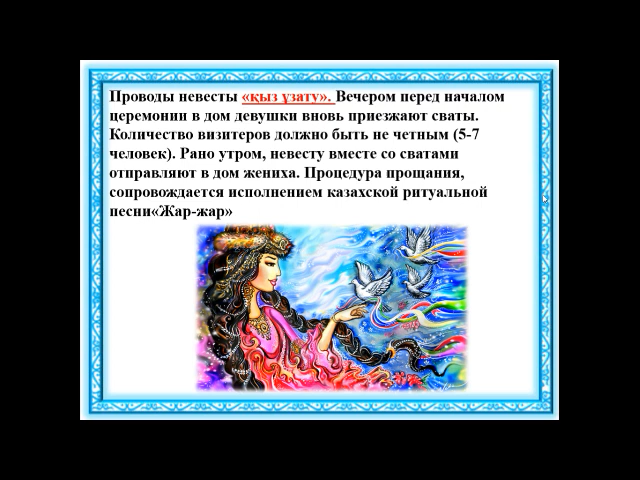 Проводы невесты «қыз ұзату». Вечером перед началом
церемонии в дом девушки вновь приезжают сваты.
Количество визитеров должно быть не четным (5-7
человек). Рано утром, невесту вместе со сватами
отправляют в дом жениха. Процедура прощания,
сопровождается исполнением казахской ритуальной
песни«Жар-жар»